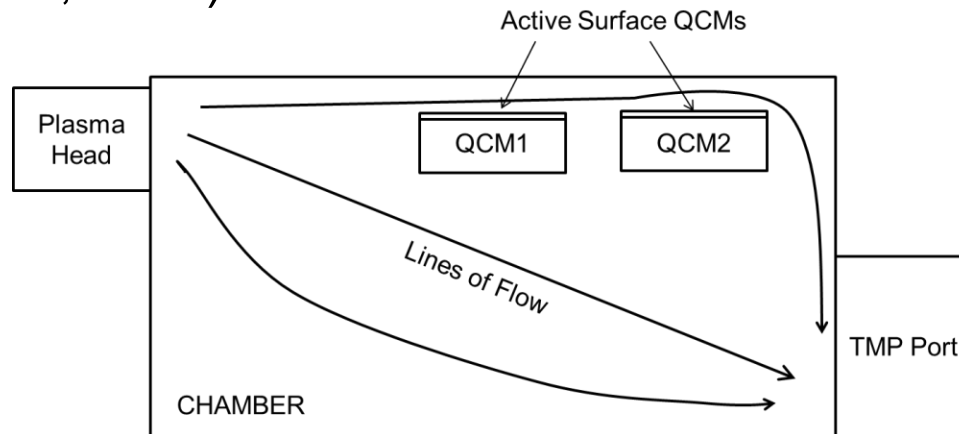 Active Surface QCMs
Plasma
Head
QCM1
QCM2
Lines of Flow
TMP Port
CHAMBER